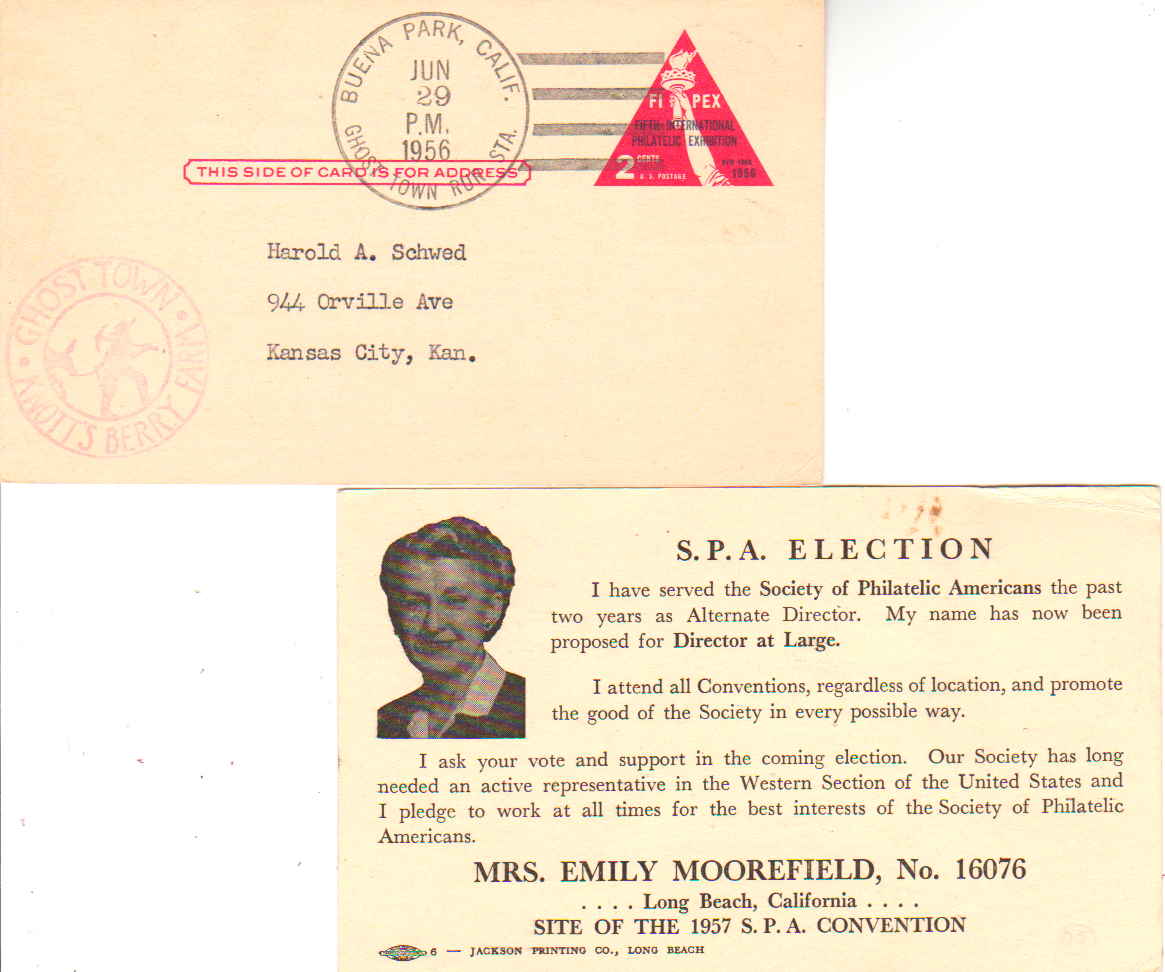 BUENA PARK, CALIF.
JUN
29
P.M.
1956
GHOST TOWN RUR. STA.
FIPEX
FIFTH INTERNATIONAL
PHILATELIC EXHIBITION
2 CENTS
U. S. POSTAGE
NEW YORK
1956
THIS SIDE OF CARD IS FOR ADDRESS
Harold A. Schwed
944 Orville Ave
Kansas City, Kan.
GHOST TOWN
KNOTT'S BERRY FARM
S. P. A. ELECTION
I have served the Society of Philatelic Americans the past
two years as Alternate Director. My name has now been
proposed for Director at Large.
I attend all Conventions, regardless of location, and promote
the good of the Society in every possible way.
I ask your vote and support in the coming election. Our Society has long
needed an active representative in the Western Section of the United States and
I pledge to work at all times for the best interests of the Society of Philatelic
Americans.
MRS. EMILY MOOREFIELD, No. 16076
. . . . Long Beach, California . . . .
SITE OF THE 1957 S. P. A. CONVENTION
6 — JACKSON PRINTING CO., LONG BEACH